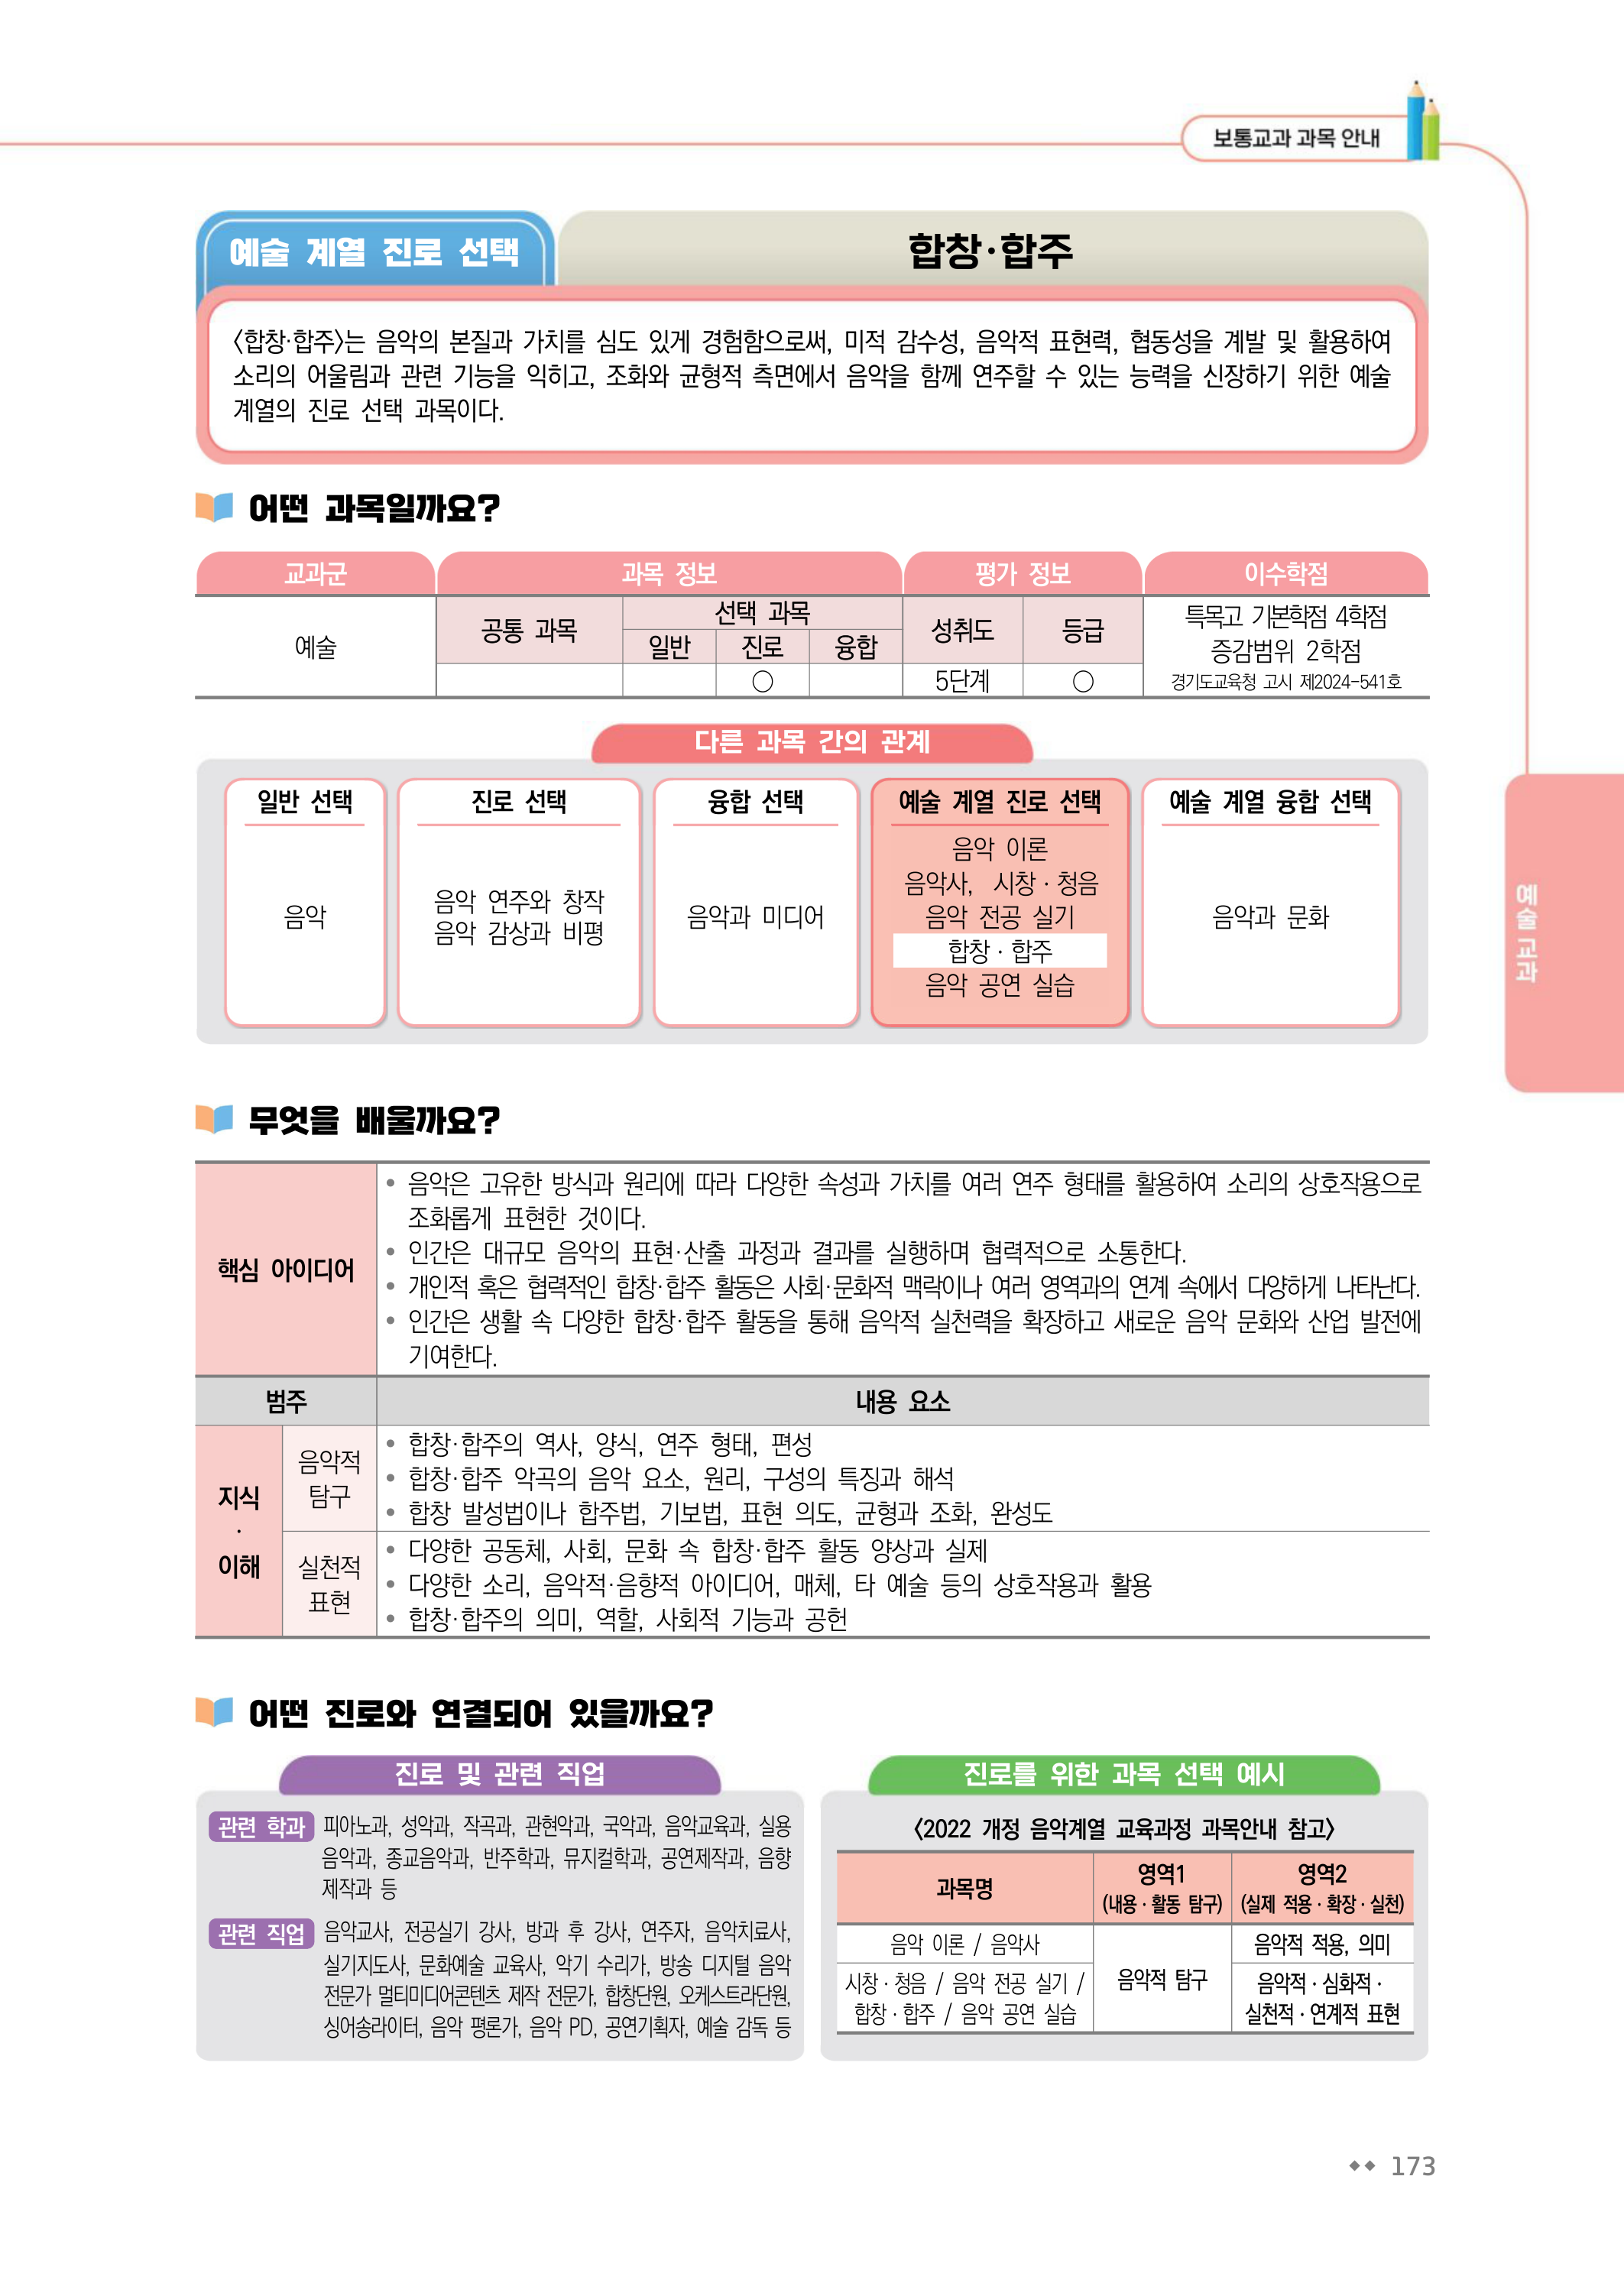 보통교과 과목 안내
예술 계열 진로 선택
합창·합주
〈합창·합주〉는 음악의 본질과 가치를 심도 있게 경험함으로써, 미적 감수성, 음악적 표현력, 협동성을 계발 및 활용하여
소리의 어울림과 관련 기능을 익히고, 조화와 균형적 측면에서 음악을 함께 연주할 수 있는 능력을 신장하기 위한 예술
계열의 진로 선택 과목이다.
어떤 과목일까요?
교과군 과목 정보 평가 정보 이수학점
예술
공통 과목
선택 과목
일반 진로 융합
○
성취도 등급
5단계 ○
특목고 기본학점 4학점
증감범위 2학점
경기도교육청 고시 제2024-541호
다른 과목 간의 관계
일반 선택
음악
진로 선택
음악 연주와 창작
음악 감상과 비평
융합 선택
음악과 미디어
예술 계열 진로 선택
음악 이론
음악사, 시창·청음
음악 전공 실기
합창·합주
음악 공연 실습
예술 계열 융합 선택
음악과 문화
예술 교과
무엇을 배울까요?
핵심 아이디어
• 음악은 고유한 방식과 원리에 따라 다양한 속성과 가치를 여러 연주 형태를 활용하여 소리의 상호작용으로
조화롭게 표현한 것이다.
• 인간은 대규모 음악의 표현·산출 과정과 결과를 실행하며 협력적으로 소통한다.
• 개인적 혹은 협력적인 합창·합주 활동은 사회·문화적 맥락이나 여러 영역과의 연계 속에서 다양하게 나타난다.
• 인간은 생활 속 다양한 합창·합주 활동을 통해 음악적 실천력을 확장하고 새로운 음악 문화와 산업 발전에
기여한다.
범주 내용 요소
지식
·
이해
음악적
탐구
• 합창·합주의 역사, 양식, 연주 형태, 편성
• 합창·합주 악곡의 음악 요소, 원리, 구성의 특징과 해석
• 합창 발성법이나 합주법, 기보법, 표현 의도, 균형과 조화, 완성도
실천적
표현
• 다양한 공동체, 사회, 문화 속 합창·합주 활동 양상과 실제
• 다양한 소리, 음악적·음향적 아이디어, 매체, 타 예술 등의 상호작용과 활용
• 합창·합주의 의미, 역할, 사회적 기능과 공헌
어떤 진로와 연결되어 있을까요?
진로 및 관련 직업
관련 학과 피아노과, 성악과, 작곡과, 관현악과, 국악과, 음악교육과, 실용
음악과, 종교음악과, 반주학과, 뮤지컬학과, 공연제작과, 음향
제작과 등
관련 직업 음악교사, 전공실기 강사, 방과 후 강사, 연주자, 음악치료사,
실기지도사, 문화예술 교육사, 악기 수리가, 방송 디지털 음악
전문가 멀티미디어콘텐츠 제작 전문가, 합창단원, 오케스트라단원,
싱어송라이터, 음악 평론가, 음악 PD, 공연기획자, 예술 감독 등
진로를 위한 과목 선택 예시
〈2022 개정 음악계열 교육과정 과목안내 참고〉
과목명
영역1
(내용·활동 탐구)
영역2
(실제 적용·확장·실천)
음악 이론 / 음악사
시창·청음 / 음악 전공 실기 /
합창·합주 / 음악 공연 실습
음악적 탐구
음악적 적용, 의미
음악적·심화적·
실천적·연계적 표현
◆◆ 173